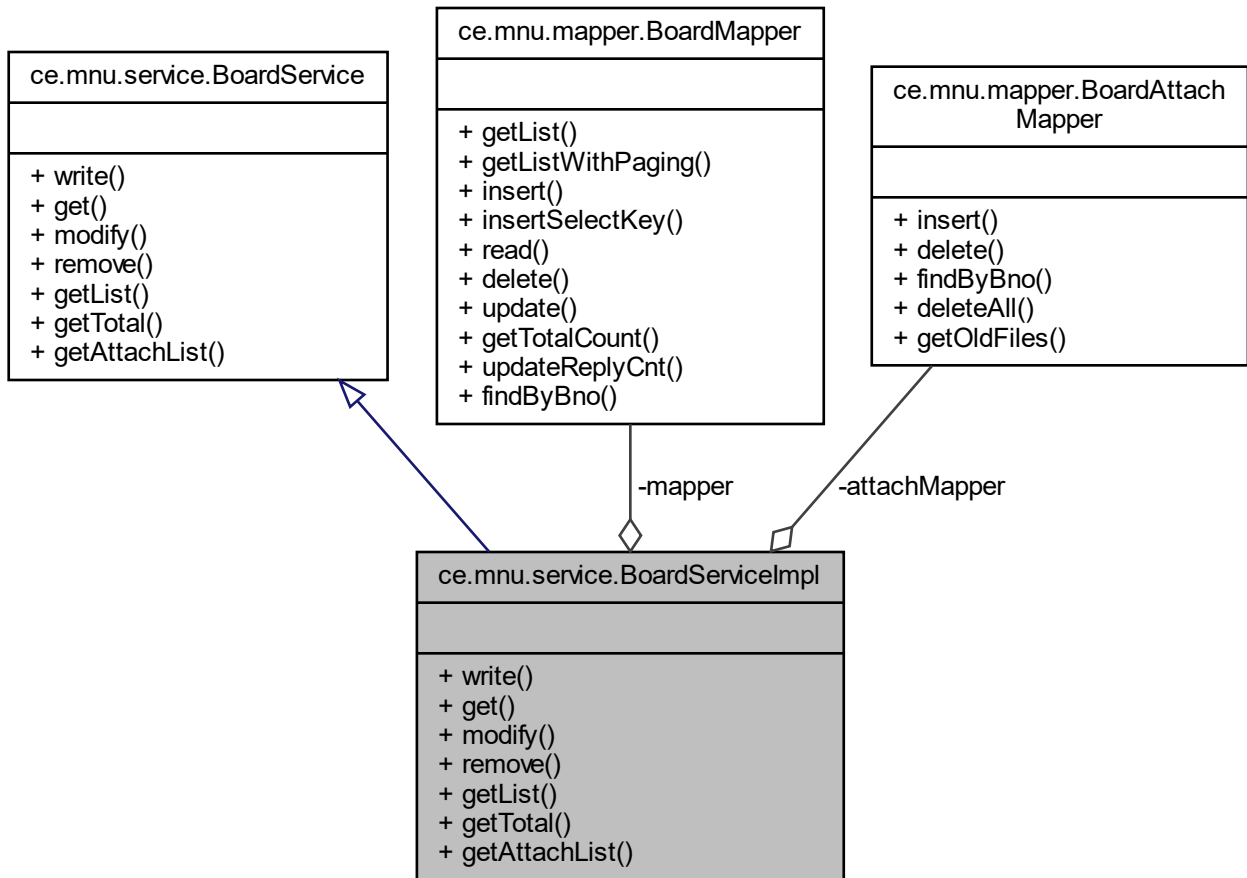 ce.mnu.service.BoardService
+ write()
+ get()
+ modify()
+ remove()
+ getList()
+ getTotal()
+ getAttachList()
ce.mnu.mapper.BoardMapper
+ getList()
+ getListWithPaging()
+ insert()
+ insertSelectKey()
+ read()
+ delete()
+ update()
+ getTotalCount()
+ updateReplyCnt()
+ findByBno()
ce.mnu.mapper.BoardAttach
Mapper
+ insert()
+ delete()
+ findByBno()
+ deleteAll()
+ getOldFiles()
-mapper
-attachMapper
ce.mnu.service.BoardServiceImpl
+ write()
+ get()
+ modify()
+ remove()
+ getList()
+ getTotal()
+ getAttachList()